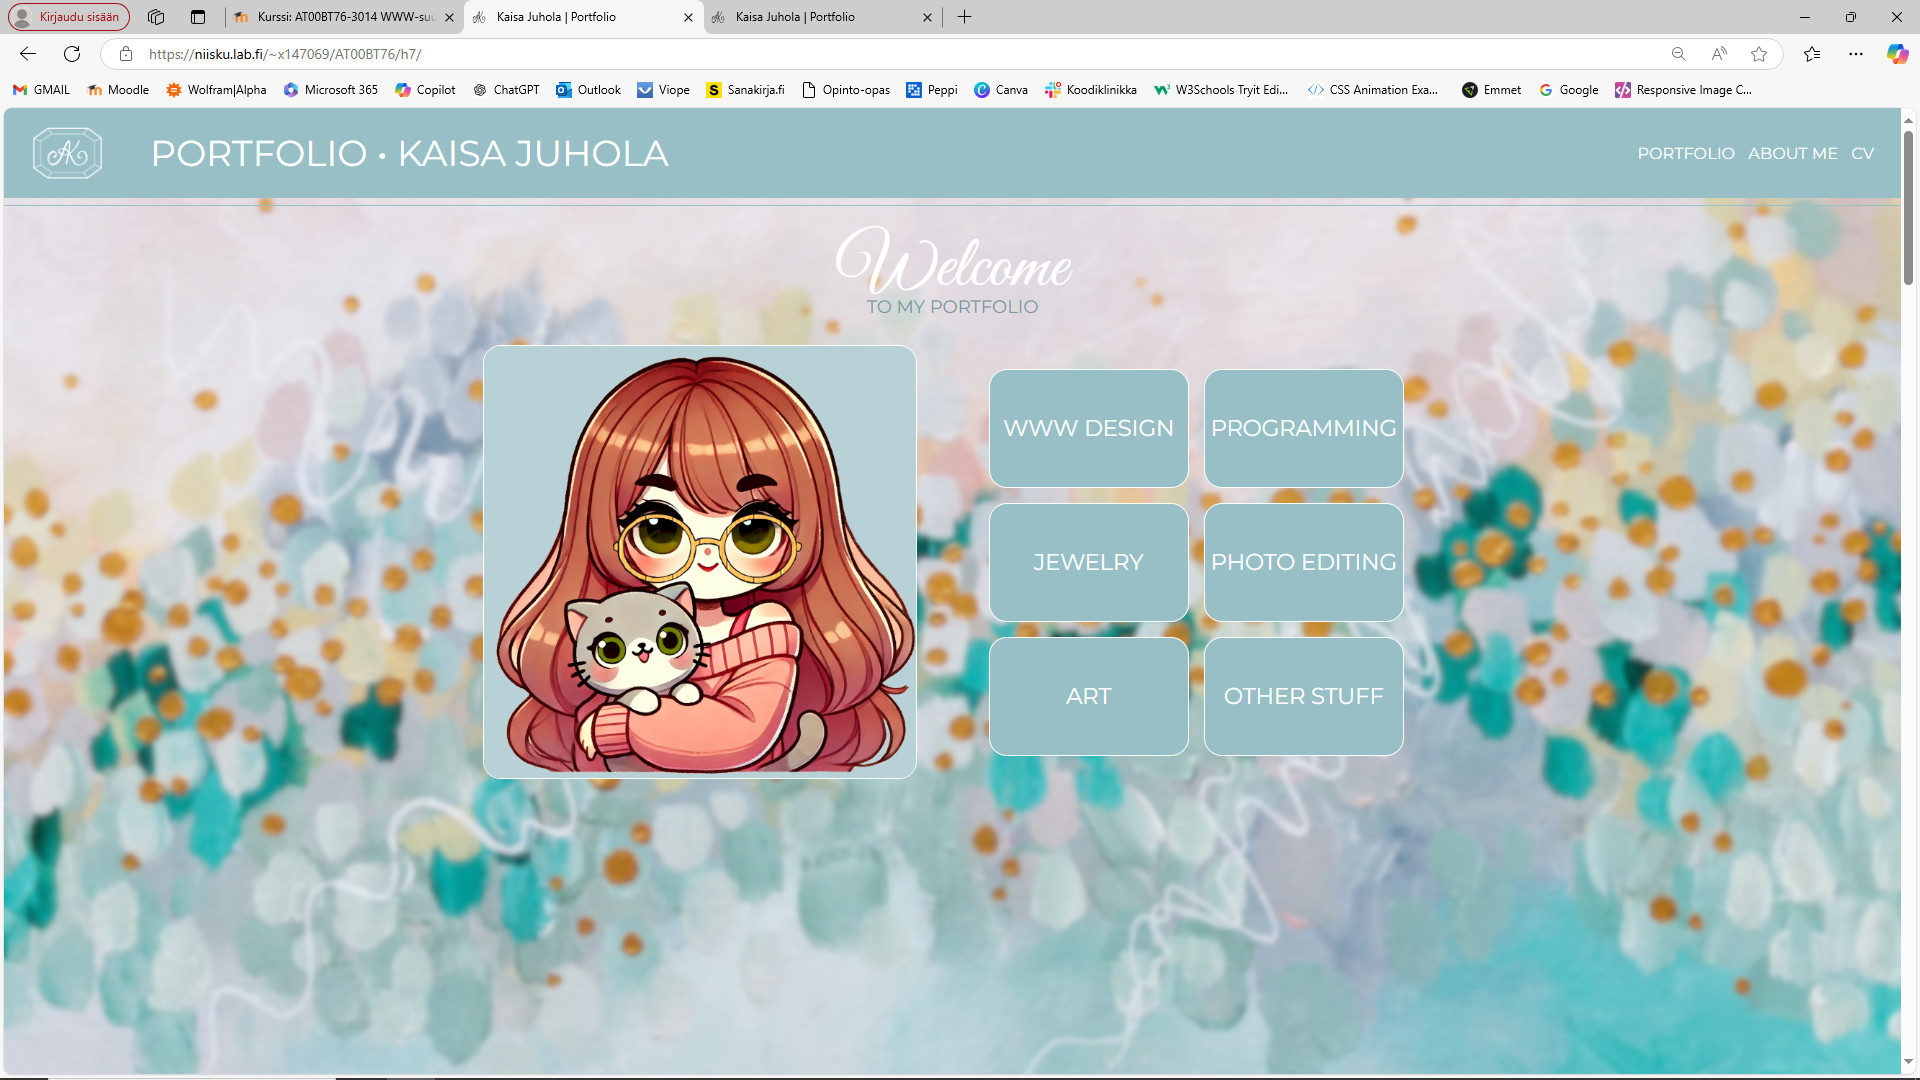 Kirjaudu sisään
Kurssi: AT00BT76-3014 WWW-suu
Kaisa Juhola | Portfolio
Kaisa Juhola | Portfolio
https://niisku.lab.fi/~x147069/AT00BT76/h7/
GMAIL
Moodle
Wolfram|Alpha
Microsoft 365
Copilot
ChatGPT
Outlook
Viope
Sanakirja.fi
Opinto-opas
Peppi
Canva
Koodiklinikka
W3Schools Tryit Edi...
CSS Animation Exa...
Emmet
Google
Responsive Image C...
AK
PORTFOLIO • KAISA JUHOLA
PORTFOLIO
ABOUT ME
CV
Welcome
TO MY PORTFOLIO
WWW DESIGN
PROGRAMMING
JEWELRY
PHOTO EDITING
ART
OTHER STUFF